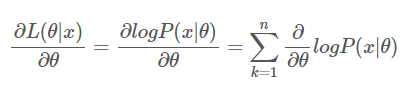 ∂L(θ|x)/∂θ = ∂logP(x|θ)/∂θ = ∑_{k=1}^{n} ∂/∂θ logP(x|θ)